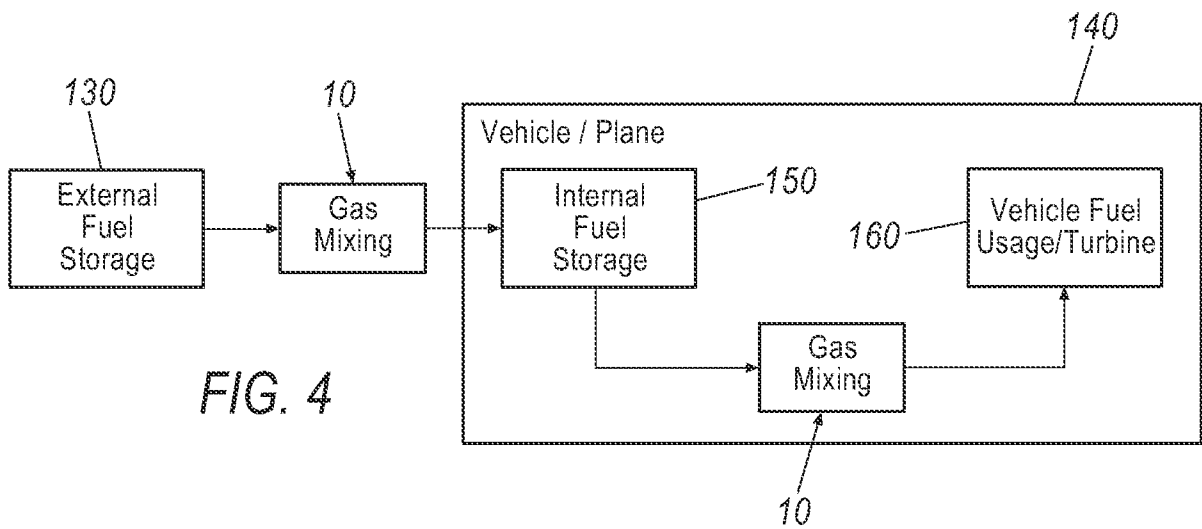 140
130
10
Vehicle / Plane
External
Fuel
Storage
Gas
Mixing
Internal
Fuel
Storage
150
160
Vehicle Fuel
Usage/Turbine
Gas
Mixing
FIG. 4
10